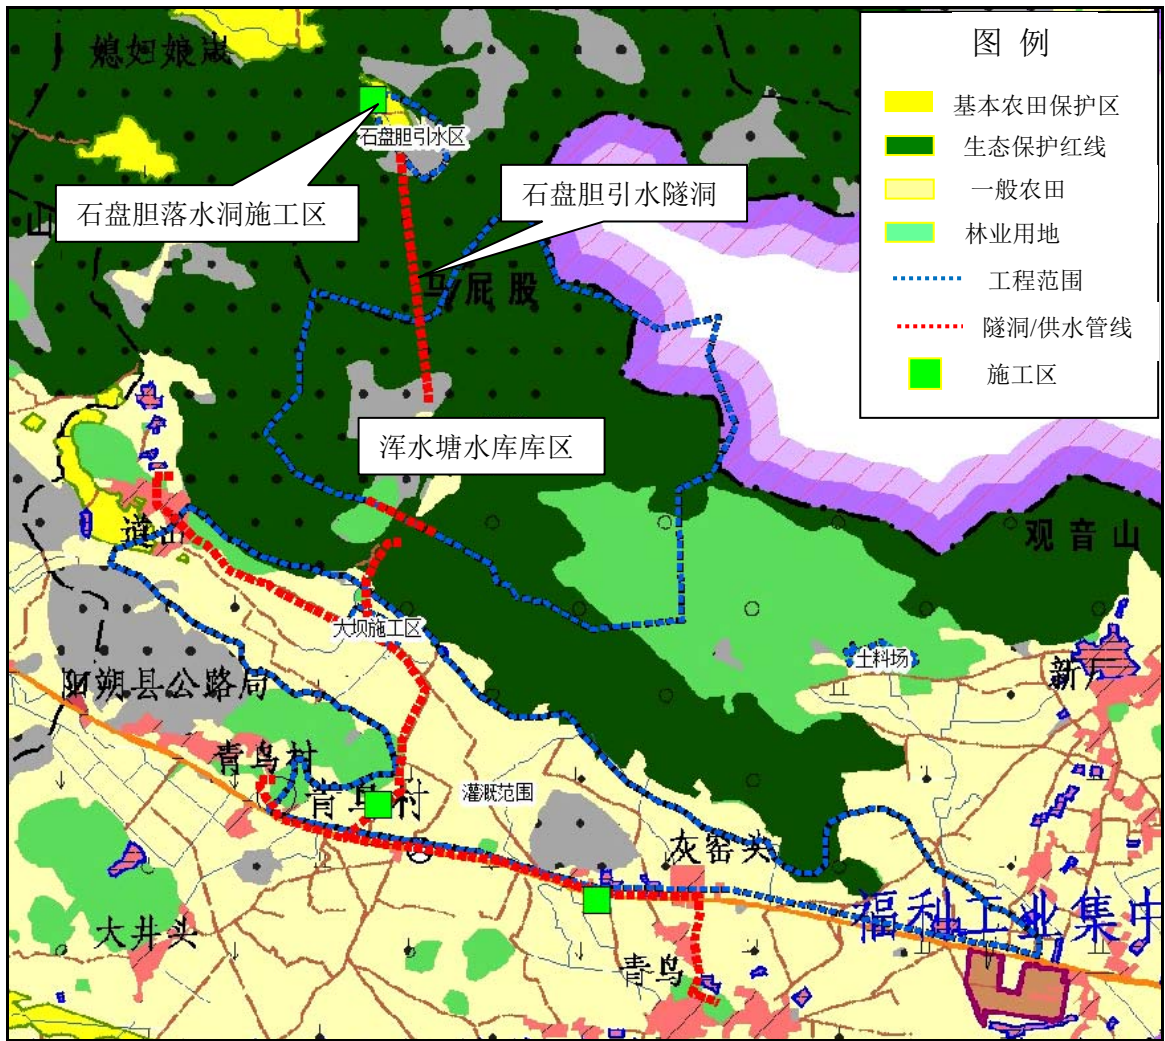 图 例
基本农田保护区
生态保护红线
一般农田
林业用地
工程范围
隧洞/供水管线
施工区
媳妇娘岽
石盘胆引水区
石盘胆落水洞施工区
石盘胆引水隧洞
山
马屁股
浑水塘水库库区
观音山
大坝施工区
土料场
新厂
阳朔县公路局
青鸟村
青鸟村
灌溉范围
灰窑头
福利工业集中
大井头
青鸟